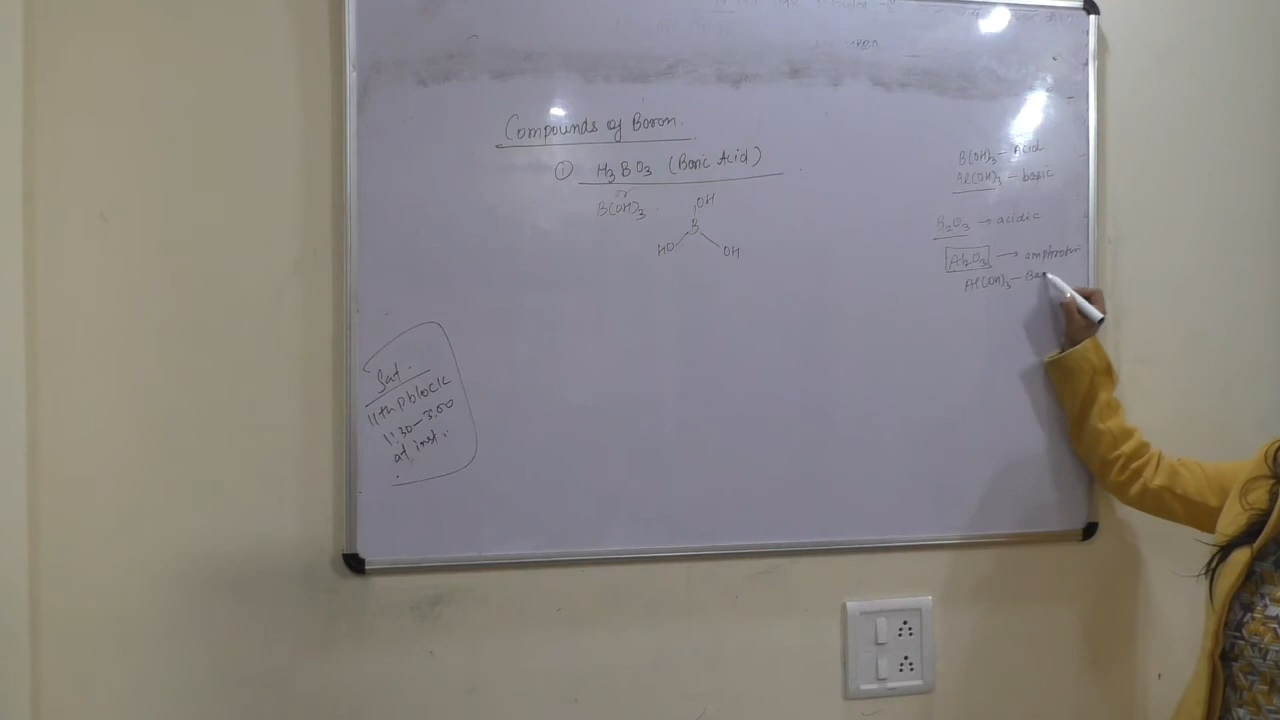 Compounds of Boron.
① H3BO3 (Boric Acid)
or
B(OH)3
OH
B
HO OH
B(OH)3 – Acid
Al(OH)3 – basic
B2O3 → acidic
Al2O3 → amphoteric
Al(OH)3 – Ba
Sat.
11th P block
11:30 – 3:00
at inst.